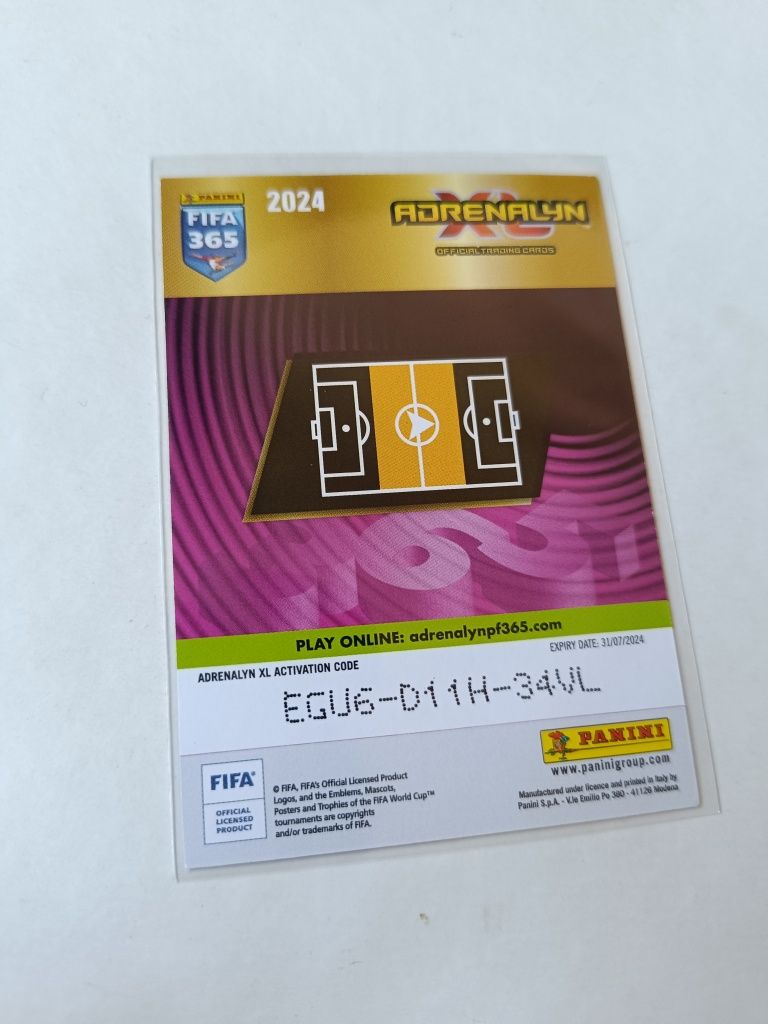 PANINI
FIFA
365
2024
ADRENALYN
XL
OFFICIAL TRADING CARDS
PLAY ONLINE: adrenalynpf365.com
EXPIRY DATE: 31/07/2024
ADRENALYN XL ACTIVATION CODE
EGU6-D11H-34VL
PANINI
www.paninigroup.com
FIFA®
OFFICIAL
LICENSED
PRODUCT
© FIFA, FIFA's Official Licensed Product
Logos, and the Emblems, Mascots,
Posters and Trophies of the FIFA World Cup™
tournaments are copyrights
and/or trademarks of FIFA.
Manufactured under licence and printed in Italy by
Panini S.p.A. - V.le Emilio Po 380 - 41126 Modena